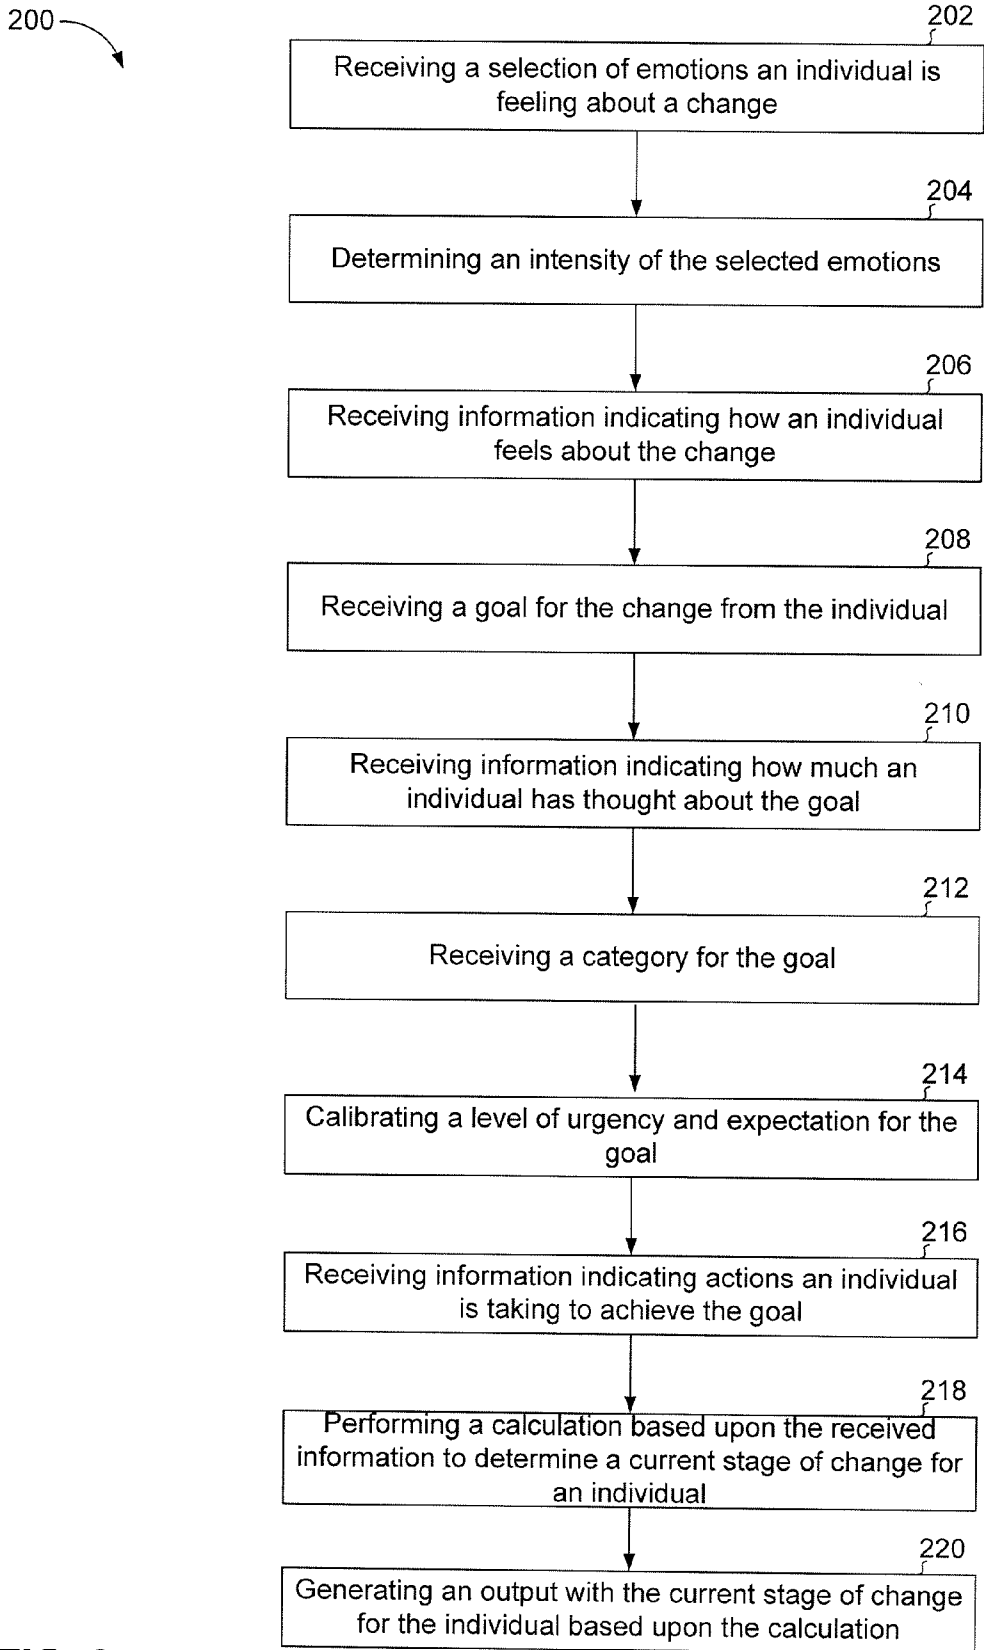 200
202
Receiving a selection of emotions an individual is
feeling about a change
204
Determining an intensity of the selected emotions
206
Receiving information indicating how an individual
feels about the change
208
Receiving a goal for the change from the individual
210
Receiving information indicating how much an
individual has thought about the goal
212
Receiving a category for the goal
214
Calibrating a level of urgency and expectation for the
goal
216
Receiving information indicating actions an individual
is taking to achieve the goal
218
Performing a calculation based upon the received
information to determine a current stage of change for
an individual
220
Generating an output with the current stage of change
for the individual based upon the calculation